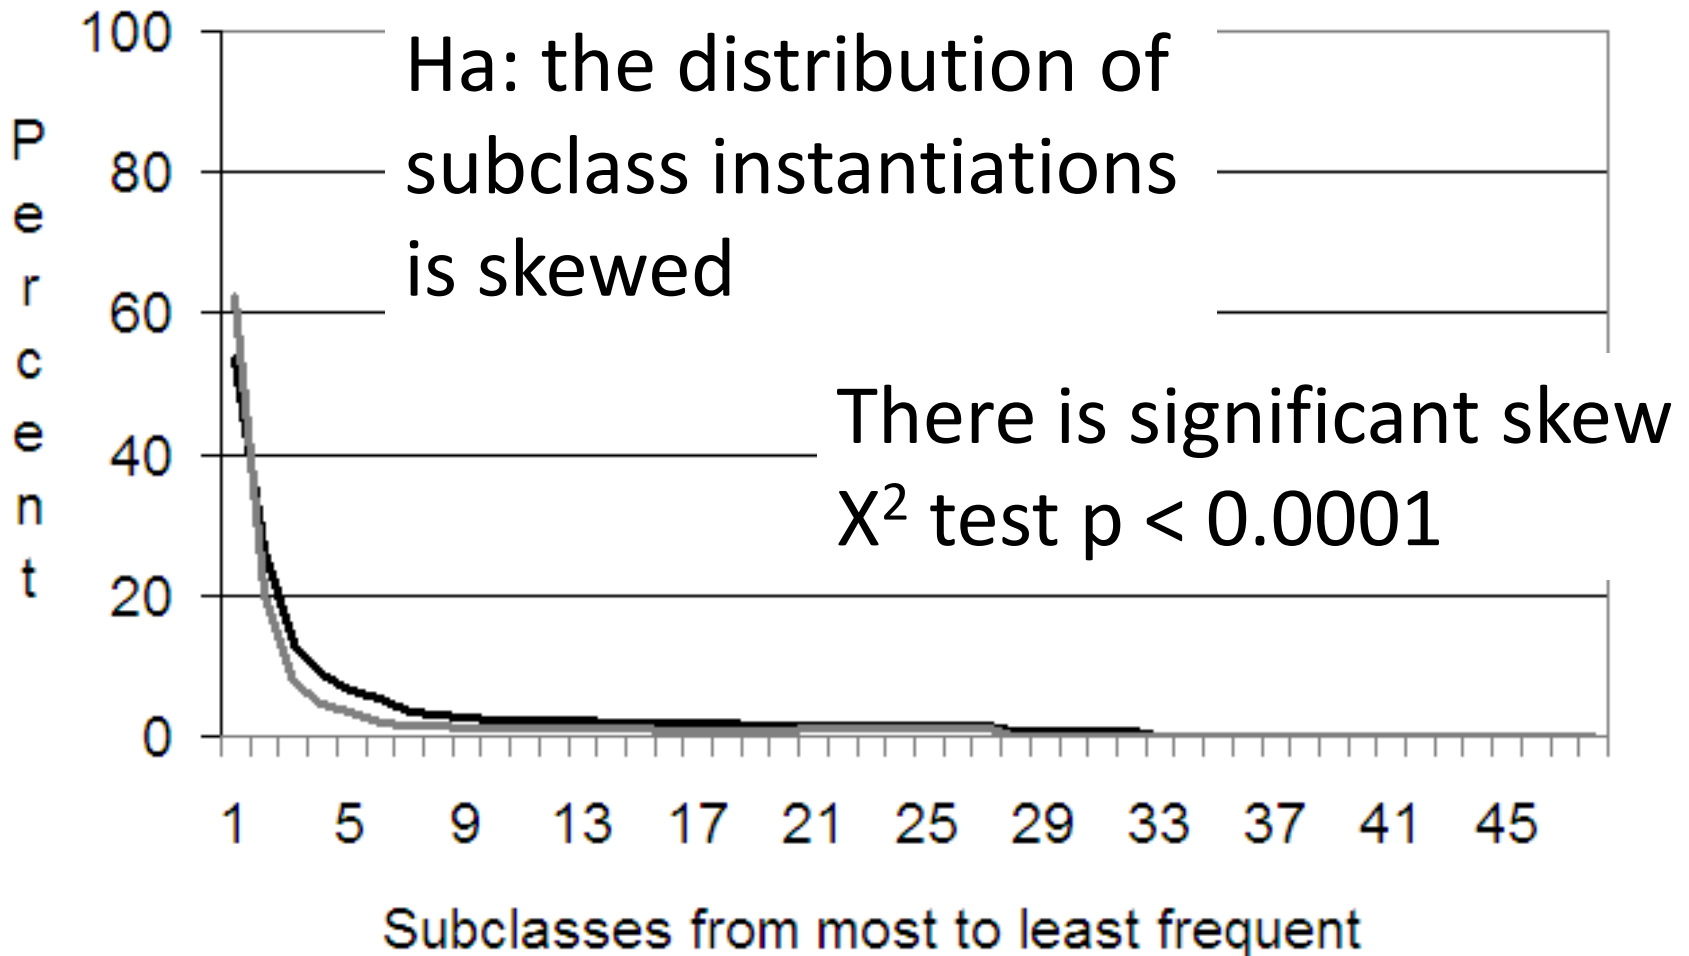 Ha: the distribution of
subclass instantiations
is skewed
There is significant skew
X² test p < 0.0001
Percent
100
80
60
40
20
0
1 5 9 13 17 21 25 29 33 37 41 45
Subclasses from most to least frequent